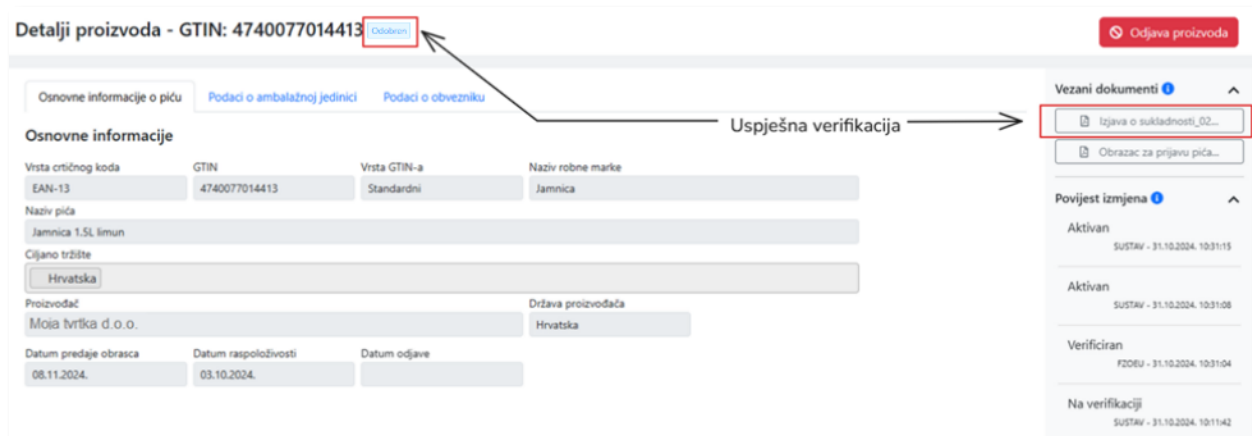 Detalji proizvoda - GTIN: 4740077014413 Odobren
Odjava proizvoda
Osnovne informacije o piću Podaci o ambalažnoj jedinici Podaci o obvezniku
Uspješna verifikacija
Osnovne informacije
Vrsta crtičnog koda GTIN Vrsta GTIN-a Naziv robne marke
EAN-13 4740077014413 Standardni Jamnica
Naziv pića
Jamnica 1.5L limun
Ciljano tržište
Hrvatska
Proizvođač Država proizvođača
Moja tvrtka d.o.o. Hrvatska
Datum predaje obrasca Datum raspoloživosti Datum odjave
08.11.2024. 03.10.2024.
Vezani dokumenti
Izjava o sukladnosti_02...
Obrazac za prijavu pića...
Povijest izmjena
Aktivan
SUSTAV - 31.10.2024. 10:31:15
Aktivan
SUSTAV - 31.10.2024. 10:31:08
Verificiran
FZOEU - 31.10.2024. 10:31:04
Na verifikaciji
SUSTAV - 31.10.2024. 10:11:42